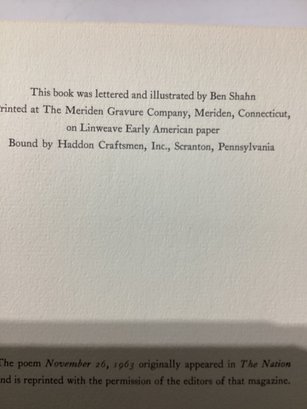 This book was lettered and illustrated by Ben Shahn
rinted at The Meriden Gravure Company, Meriden, Connecticut,
on Linweave Early American paper
Bound by Haddon Craftsmen, Inc., Scranton, Pennsylvania
The poem November 26, 1963 originally appeared in The Nation
nd is reprinted with the permission of the editors of that magazine.